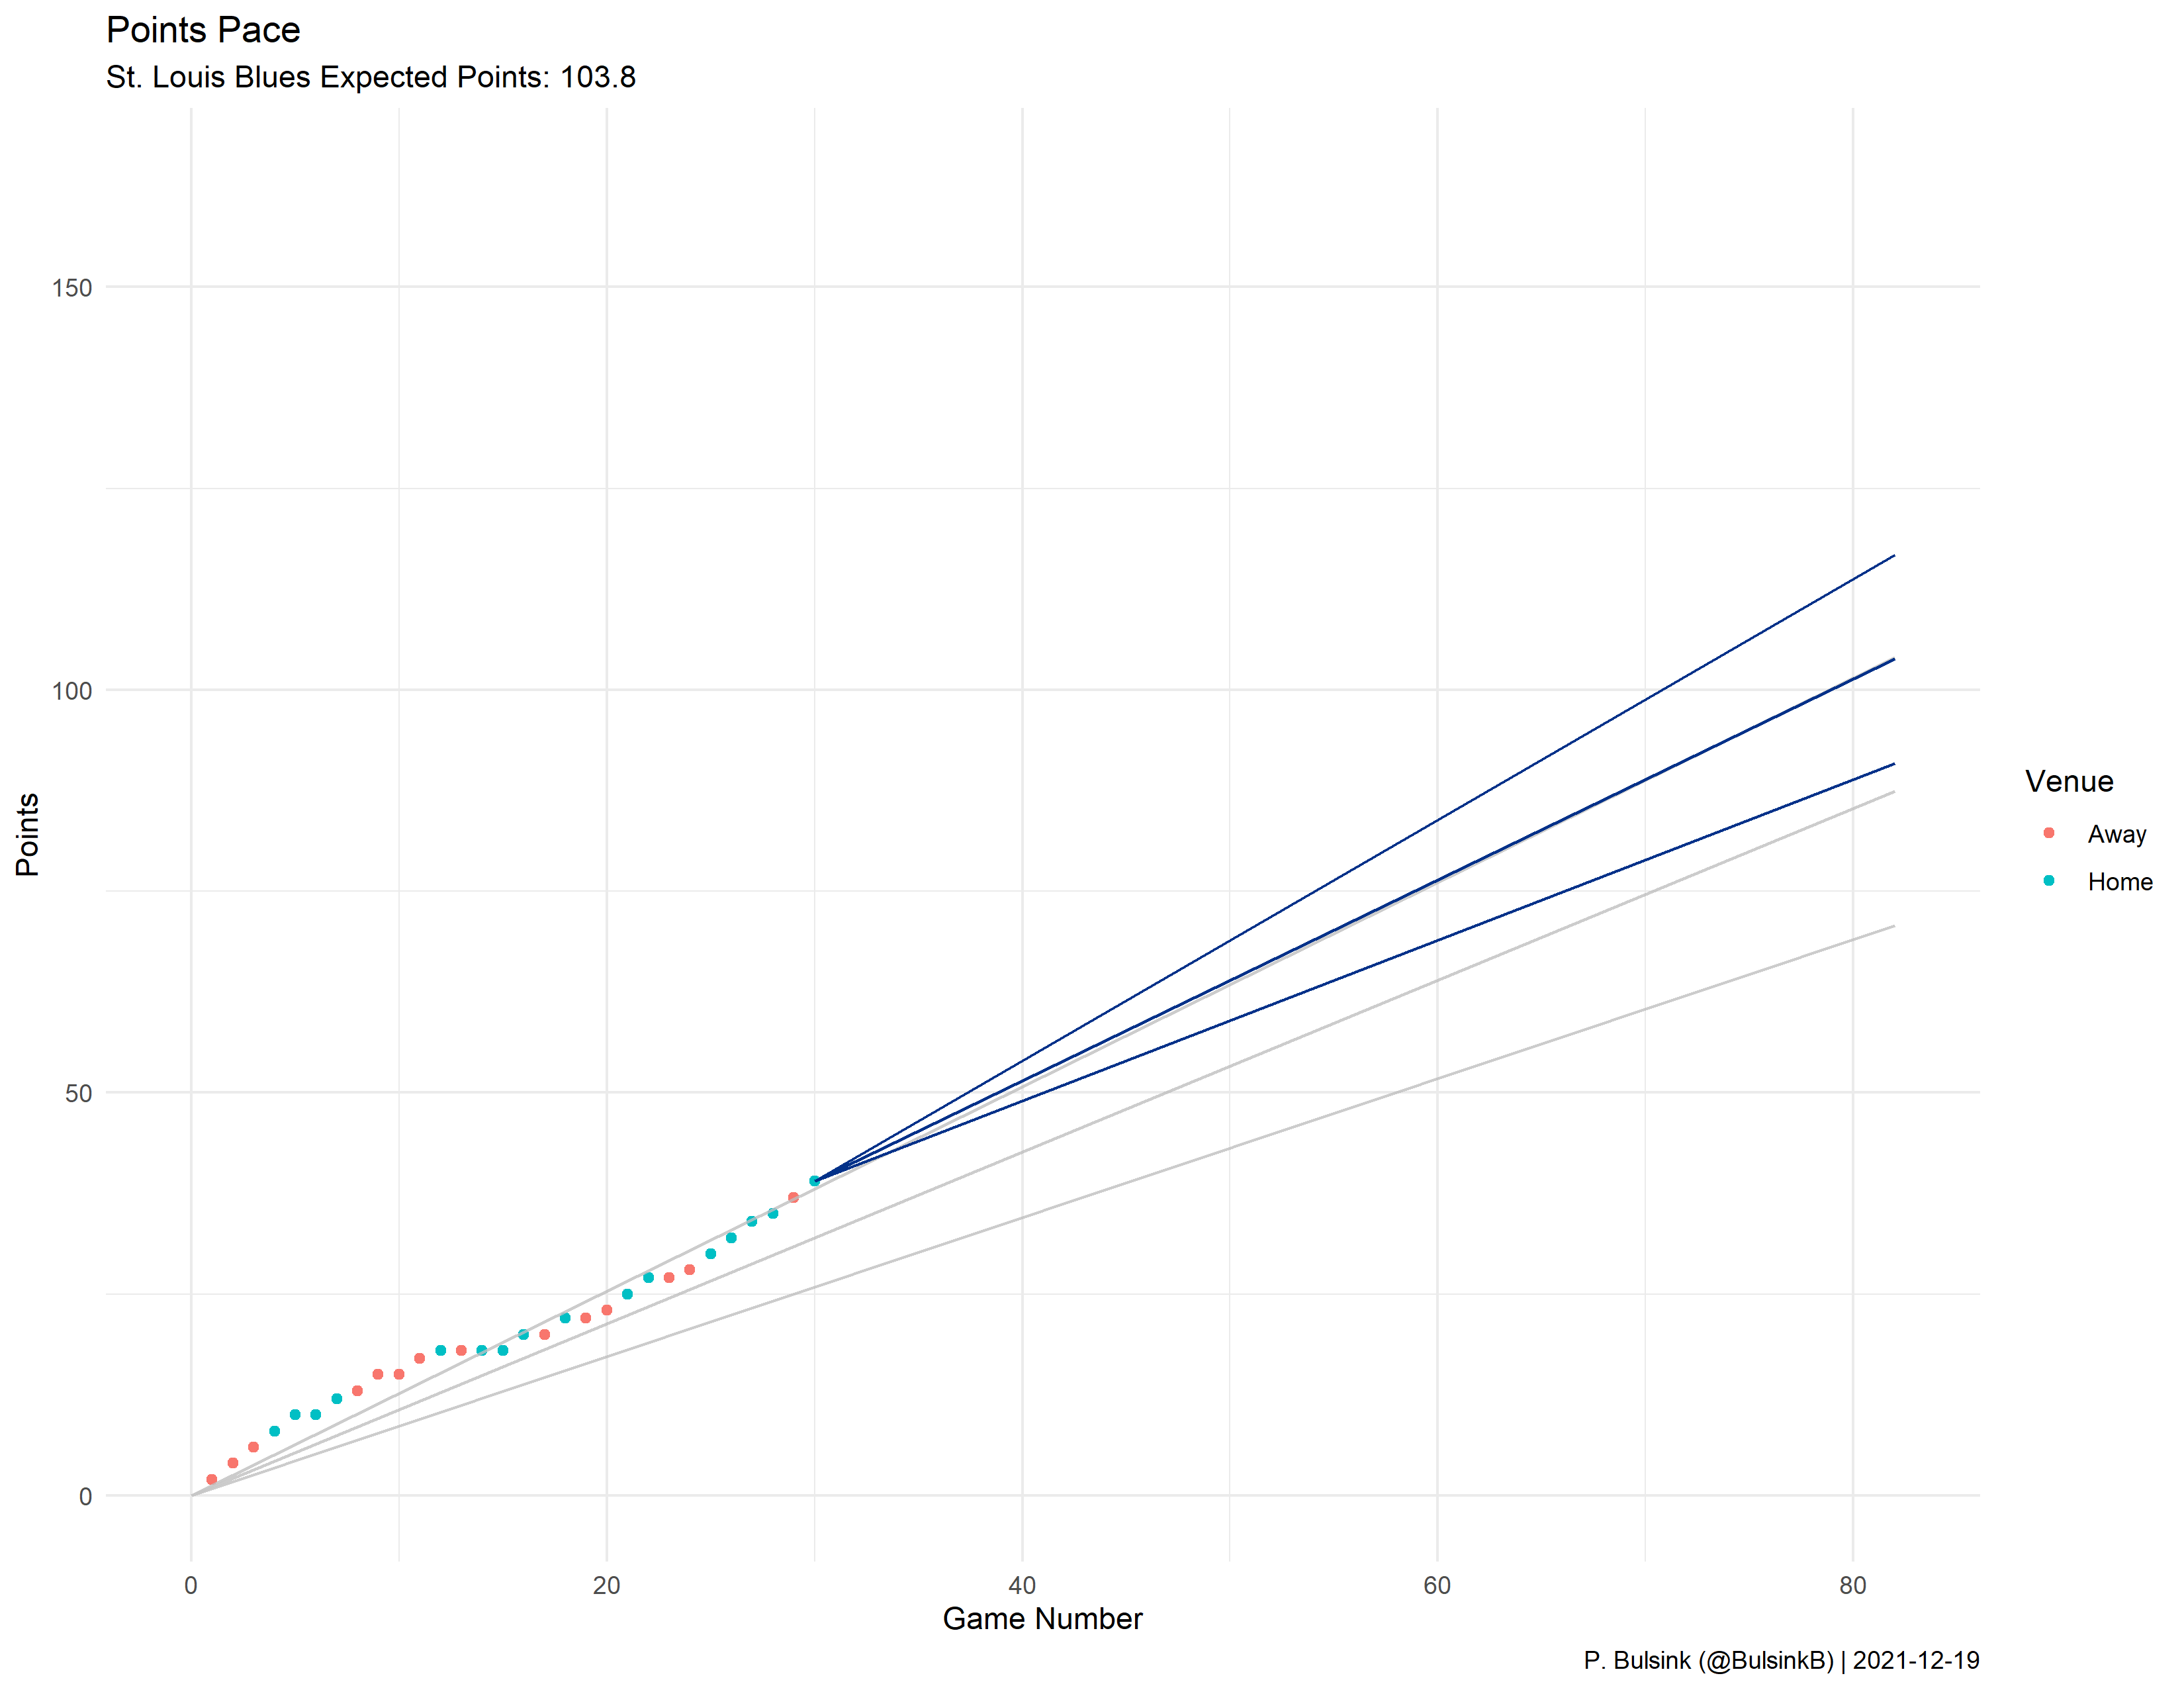 Points Pace
St. Louis Blues Expected Points: 103.8
150
100
50
0
Points
0 20 40 60 80
Game Number
Venue
Away
Home
P. Bulsink (@BulsinkB) | 2021-12-19